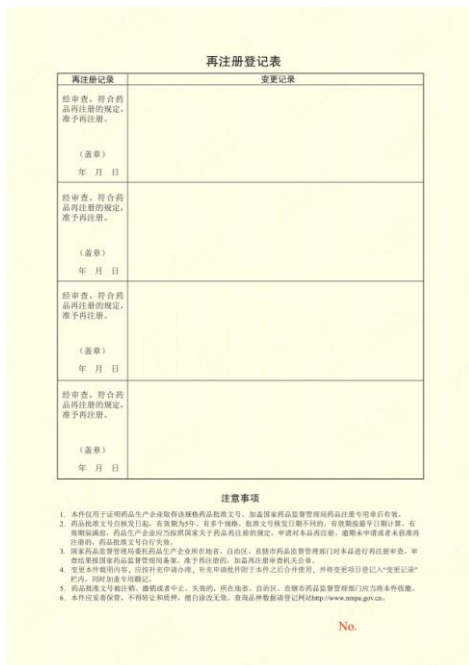 再注册登记表
再注册记录 变更记录
经审查，符合药
品再注册的规定，
准予再注册。
（盖章）
年 月 日
经审查，符合药
品再注册的规定，
准予再注册。
（盖章）
年 月 日
经审查，符合药
品再注册的规定，
准予再注册。
（盖章）
年 月 日
经审查，符合药
品再注册的规定，
准予再注册。
（盖章）
年 月 日
注意事项
1. 本件仅用于证明药品生产企业取得该规格药品批准文号，加盖国家药品监督管理局药品注册专用章后有效。
2. 药品批准文号自核发日起，有效期为5年。有多个规格、批准文号核发日期不同的，有效期按最早日期计算。有
效期届满前，药品生产企业应当按照国家关于药品再注册的规定，申请对本品再注册。逾期未申请或者未获准再
注册的，药品批准文号自行失效。
3. 国家药品监督管理局委托药品生产企业所在地省、自治区、直辖市药品监督管理部门对本品进行再注册审查，审
查结果报国家药品监督管理局备案。准予再注册的，加盖再注册审查机关公章。
4. 变更本件载明内容，应按补充申请办理，补充申请批件附于本件之后合并使用，并将变更项目登记入“变更记录”
栏内，同时加盖专用戳记。
5. 药品批准文号被注销、撤销或者中止、失效的，所在地省、自治区、直辖市药品监督管理部门应当将本件收缴。
6. 本件应妥善保管，不得转让和质押，擅自涂改无效。查询品种数据请登记网站http://www.nmpa.gov.cn。
No.